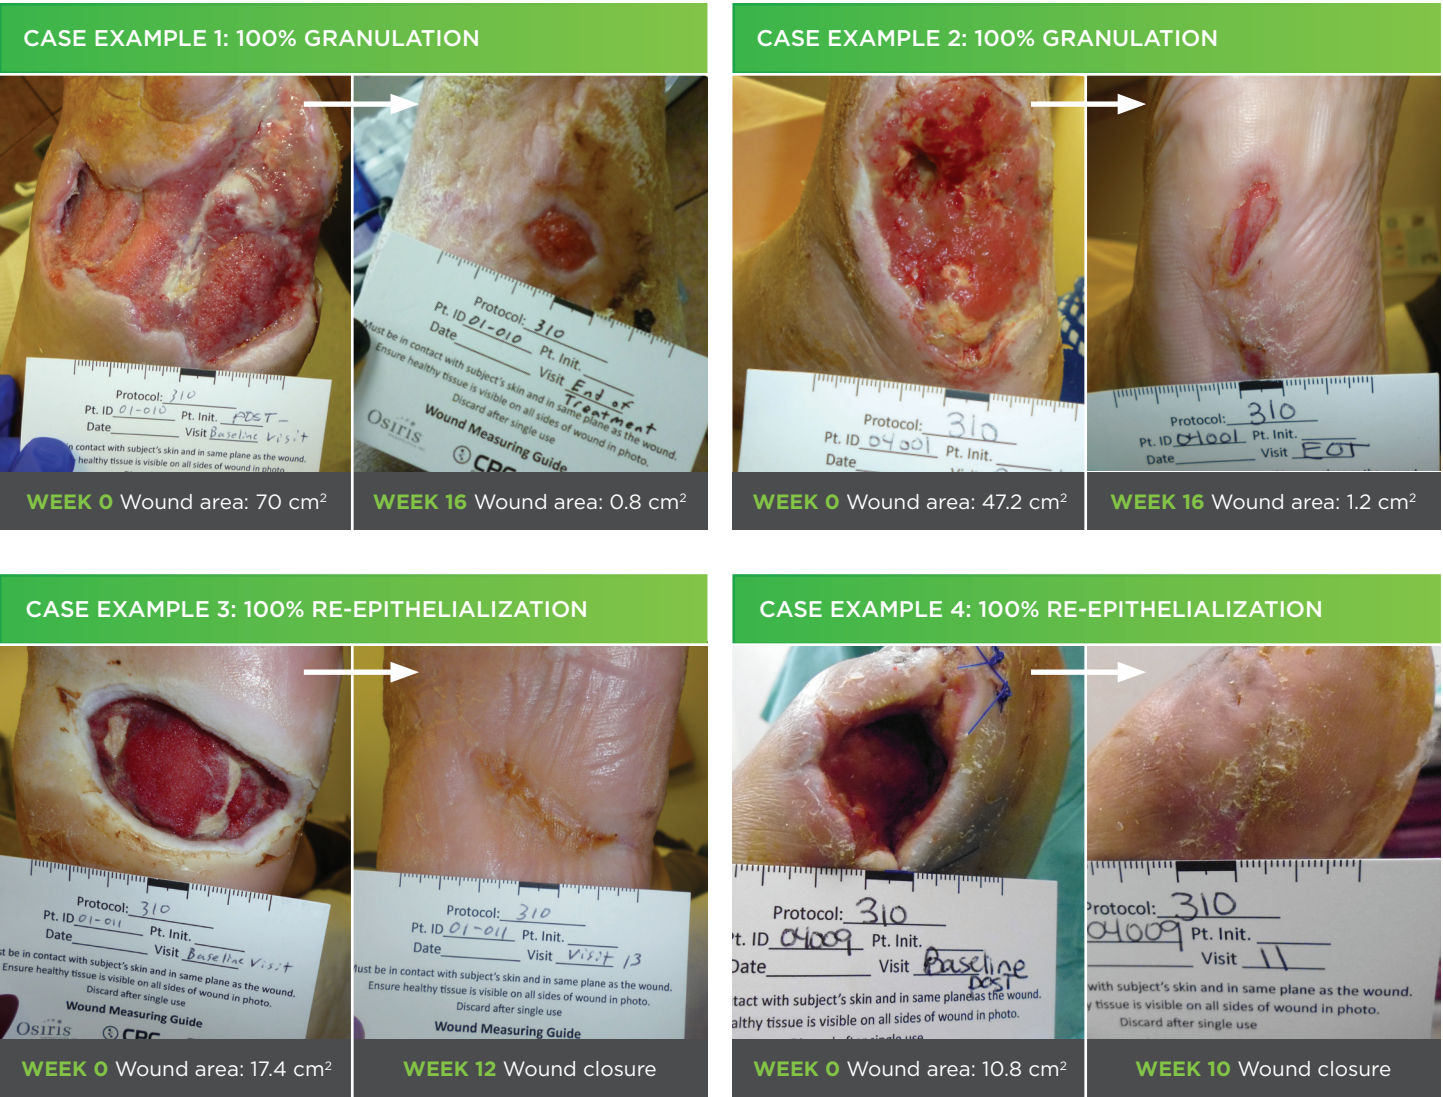 CASE EXAMPLE 1: 100% GRANULATION
Protocol: 310
Pt. ID 01-010 Pt. Init. POST-
Date Visit Baseline Visit
in contact with subject's skin and in same plane as the wound.
healthy tissue is visible on all sides of wound in photo.
WEEK 0 Wound area: 70 cm²
Protocol: 310
Pt. ID 01-010 Pt. Init.
Date Visit End of
Treatment
Must be in contact with subject's skin and in same plane as the wound.
Ensure healthy tissue is visible on all sides of wound in photo.
Discard after single use
Osiris Wound Measuring Guide
WEEK 16 Wound area: 0.8 cm²
CASE EXAMPLE 2: 100% GRANULATION
Protocol: 310
Pt. ID 04001 Pt. Init.
Date
WEEK 0 Wound area: 47.2 cm²
Protocol: 310
Pt. ID 04001 Pt. Init.
Date Visit EOT
WEEK 16 Wound area: 1.2 cm²
CASE EXAMPLE 3: 100% RE-EPITHELIALIZATION
Protocol: 310
Pt. ID 01-011 Pt. Init.
Date Visit Baseline Visit
st be in contact with subject's skin and in same plane as the wound.
Ensure healthy tissue is visible on all sides of wound in photo.
Discard after single use
Wound Measuring Guide
Osiris
WEEK 0 Wound area: 17.4 cm²
Protocol: 310
Pt. ID 01-011 Pt. Init.
Date Visit Visit 13
Must be in contact with subject's skin and in same plane as the wound.
Ensure healthy tissue is visible on all sides of wound in photo.
Discard after single use
Wound Measuring Guide
WEEK 12 Wound closure
CASE EXAMPLE 4: 100% RE-EPITHELIALIZATION
Protocol: 310
Pt. ID 04009 Pt. Init.
Date Visit Baseline
post
tact with subject's skin and in same plane as the wound.
althy tissue is visible on all sides of wound in photo.
WEEK 0 Wound area: 10.8 cm²
Protocol: 310
04009 Pt. Init.
Visit 11
with subject's skin and in same plane as the wound.
y tissue is visible on all sides of wound in photo.
Discard after single use
WEEK 10 Wound closure